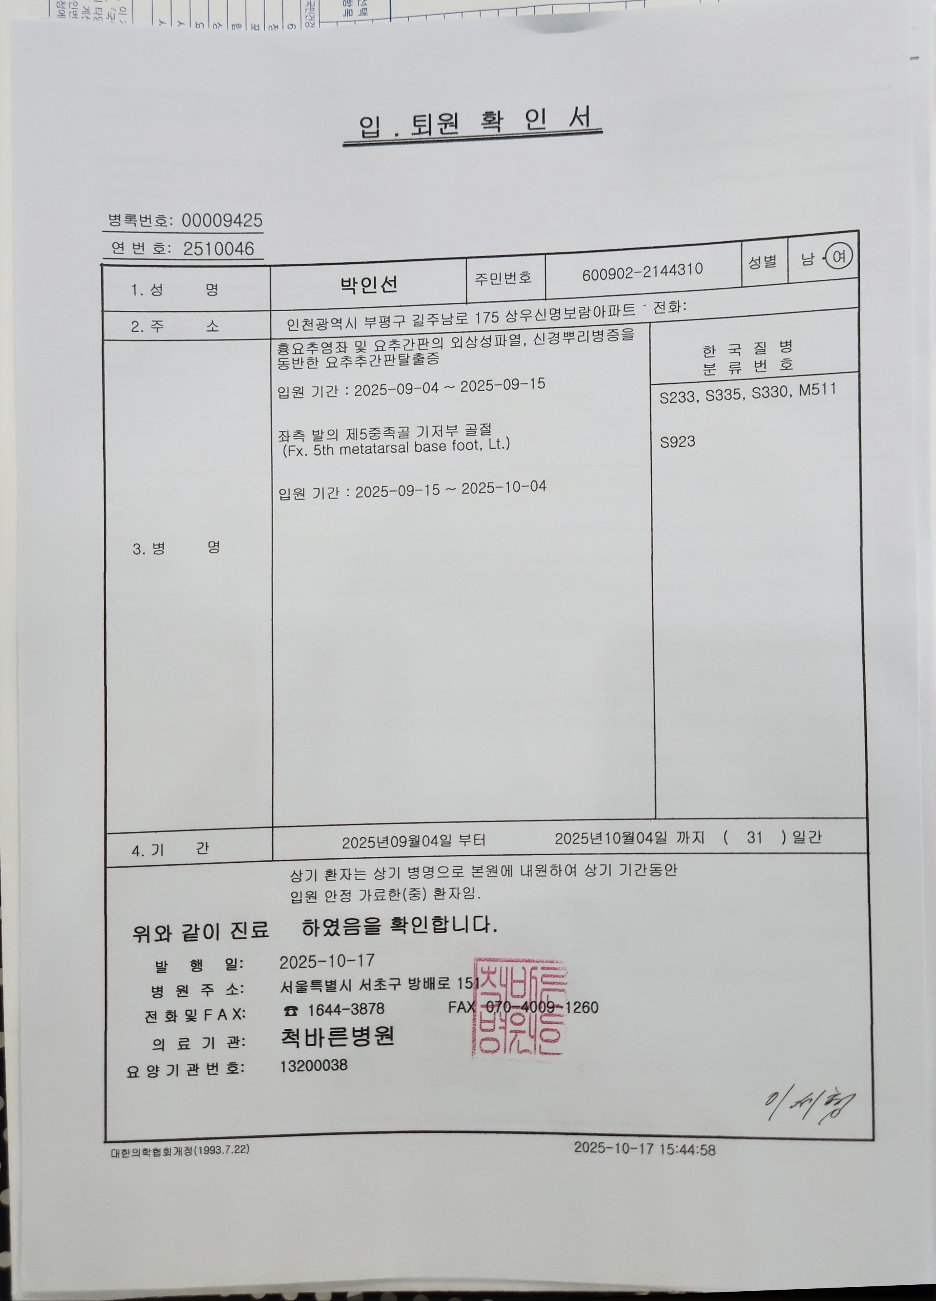 입 . 퇴원 확 인 서
병록번호: 00009425
연 번 호: 2510046
1. 성 명 박인선 주민번호 600902-2144310 성별 남 · 여
2. 주 소 인천광역시 부평구 길주남로 175 상우신명보람아파트 - 전화:
3. 병 명
흉요추염좌 및 요추간판의 외상성파열, 신경뿌리병증을
동반한 요추추간판탈출증
입원 기간 : 2025-09-04 ~ 2025-09-15
좌측 발의 제5중족골 기저부 골절
(Fx. 5th metatarsal base foot, Lt.)
입원 기간 : 2025-09-15 ~ 2025-10-04
한 국 질 병
분 류 번 호
S233, S335, S330, M511
S923
4. 기 간 2025년09월04일 부터 2025년10월04일 까지 ( 31 ) 일간
상기 환자는 상기 병명으로 본원에 내원하여 상기 기간동안
입원 안정 가료한(중) 환자임.
위와 같이 진료 하였음을 확인합니다.
발 행 일: 2025-10-17
병 원 주 소: 서울특별시 서초구 방배로 151
전 화 및 F A X: ☎ 1644-3878 FAX 070-4009-1260
의 료 기 관: 척바른병원
요 양 기 관 번 호: 13200038
대한의학협회개정(1993.7.22) 2025-10-17 15:44:58